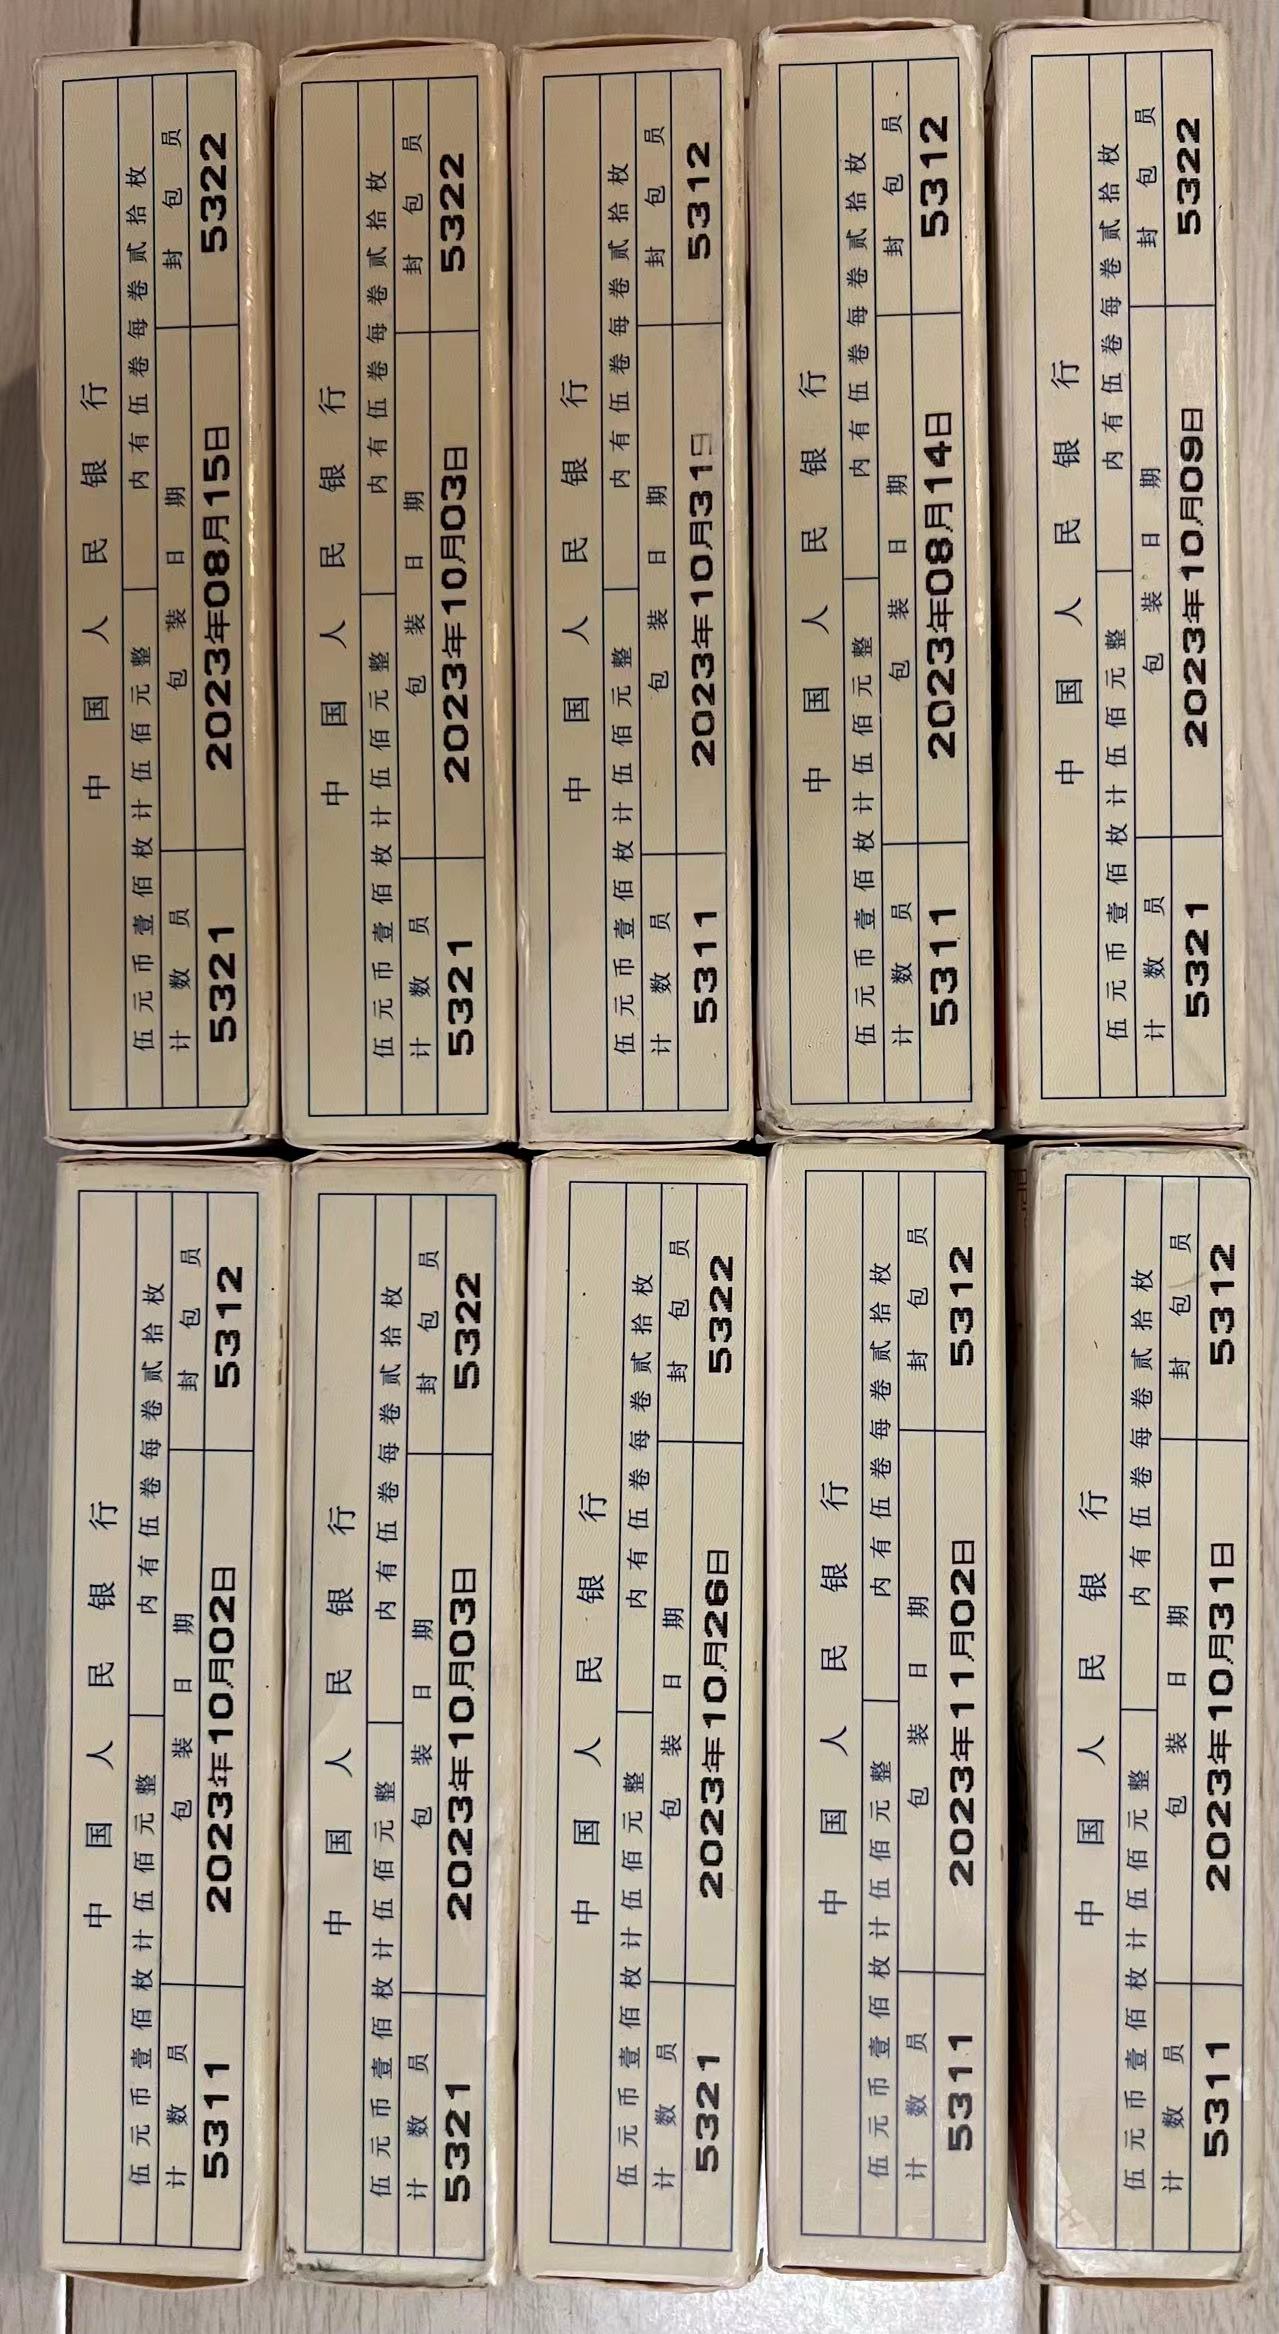 中国人民银行
伍元币壹佰枚计伍佰元整 内有伍卷每卷贰拾枚
计数员 包装日期 封包员
5321 2023年08月15日 5322
中国人民银行
伍元币壹佰枚计伍佰元整 内有伍卷每卷贰拾枚
计数员 包装日期 封包员
5321 2023年10月03日 5322
中国人民银行
伍元币壹佰枚计伍佰元整 内有伍卷每卷贰拾枚
计数员 包装日期 封包员
5311 2023年10月31日 5312
中国人民银行
伍元币壹佰枚计伍佰元整 内有伍卷每卷贰拾枚
计数员 包装日期 封包员
5311 2023年08月14日 5312
中国人民银行
伍元币壹佰枚计伍佰元整 内有伍卷每卷贰拾枚
计数员 包装日期 封包员
5321 2023年10月09日 5322
中国人民银行
伍元币壹佰枚计伍佰元整 内有伍卷每卷贰拾枚
计数员 包装日期 封包员
5311 2023年10月02日 5312
中国人民银行
伍元币壹佰枚计伍佰元整 内有伍卷每卷贰拾枚
计数员 包装日期 封包员
5321 2023年10月03日 5322
中国人民银行
伍元币壹佰枚计伍佰元整 内有伍卷每卷贰拾枚
计数员 包装日期 封包员
5321 2023年10月26日 5322
中国人民银行
伍元币壹佰枚计伍佰元整 内有伍卷每卷贰拾枚
计数员 包装日期 封包员
5311 2023年11月02日 5312
中国人民银行
伍元币壹佰枚计伍佰元整 内有伍卷每卷贰拾枚
计数员 包装日期 封包员
5311 2023年10月31日 5312